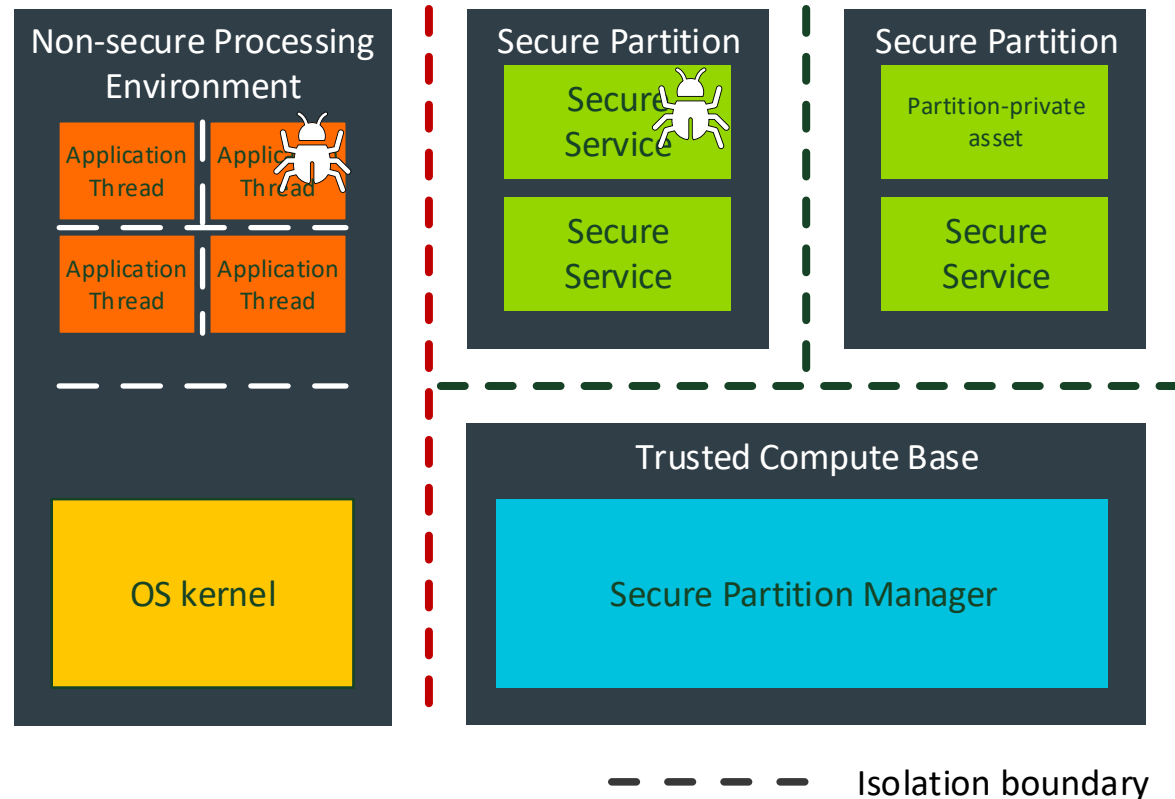 Non-secure Processing
Environment
Application
Thread
Applic
Thread
Application
Thread
Application
Thread
OS kernel
Secure Partition
Secure
Service
Secure
Service
Secure Partition
Partition-private
asset
Secure
Service
Trusted Compute Base
Secure Partition Manager
Isolation boundary